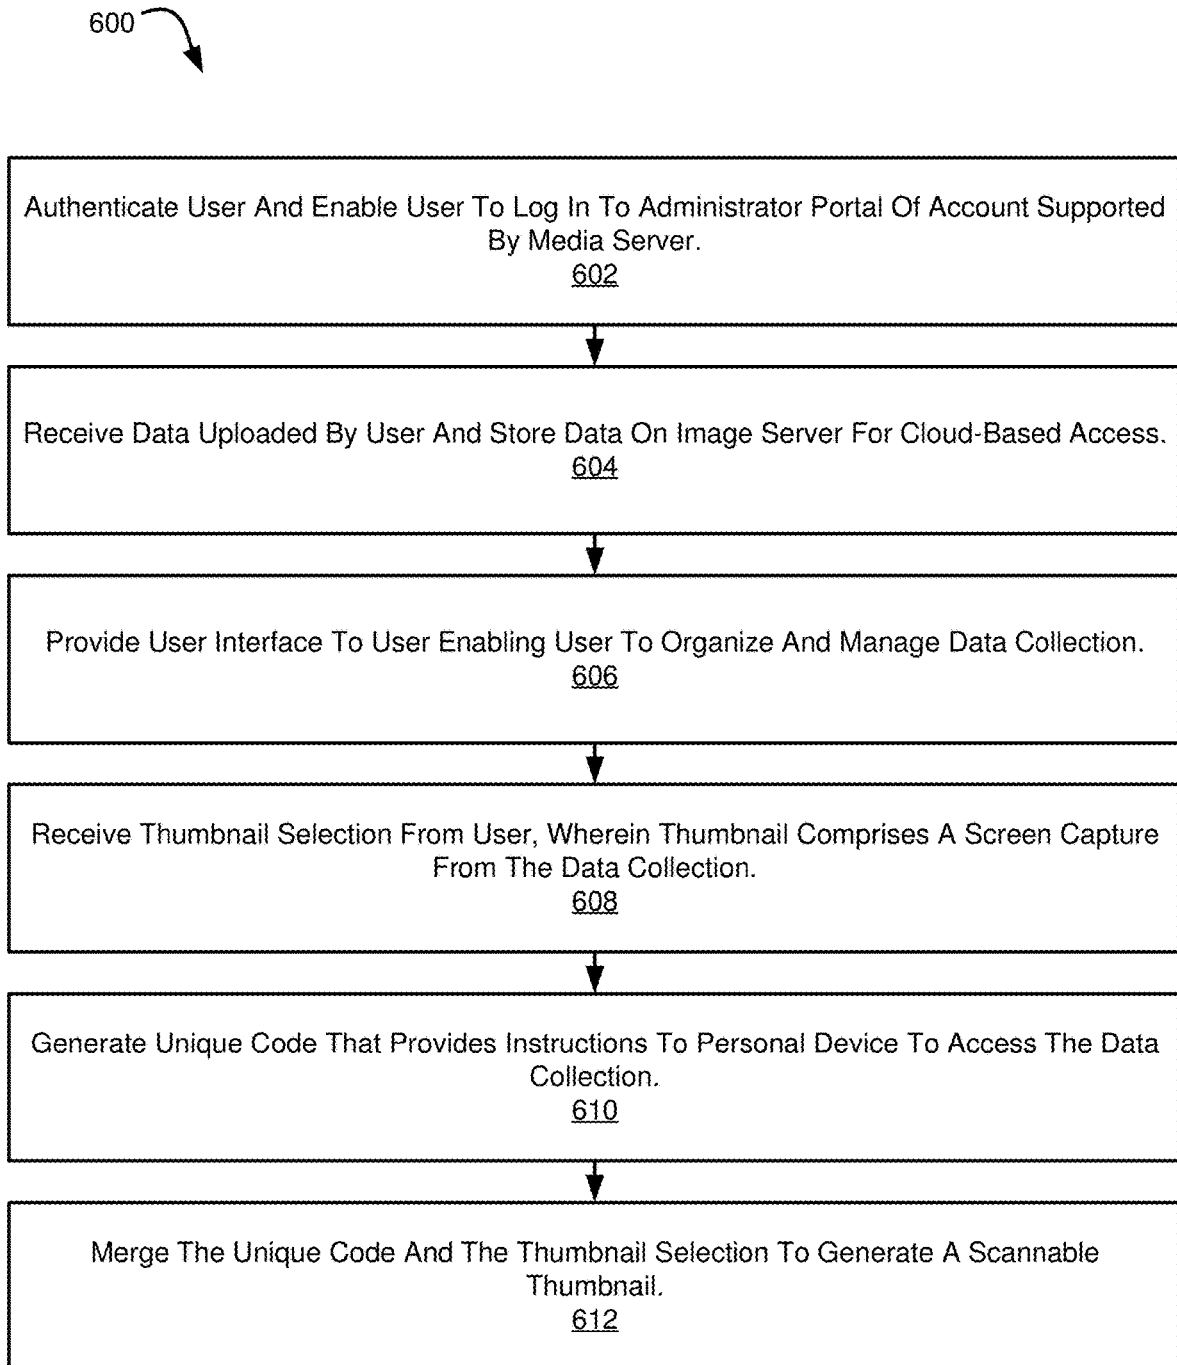 600
Authenticate User And Enable User To Log In To Administrator Portal Of Account Supported
By Media Server.
602
Receive Data Uploaded By User And Store Data On Image Server For Cloud-Based Access.
604
Provide User Interface To User Enabling User To Organize And Manage Data Collection.
606
Receive Thumbnail Selection From User, Wherein Thumbnail Comprises A Screen Capture
From The Data Collection.
608
Generate Unique Code That Provides Instructions To Personal Device To Access The Data
Collection.
610
Merge The Unique Code And The Thumbnail Selection To Generate A Scannable
Thumbnail.
612